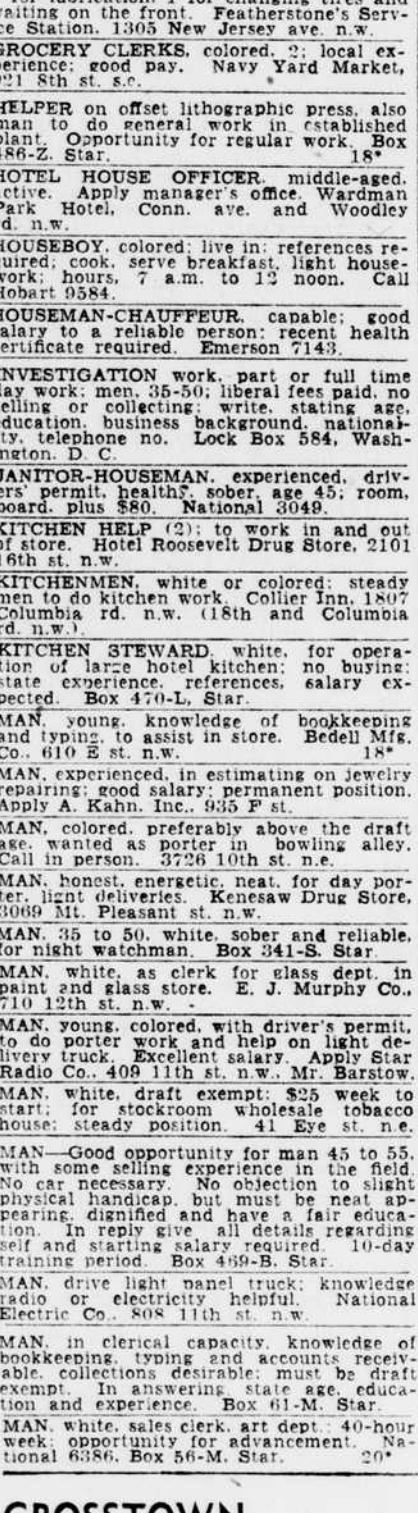 waiting on the front. Featherstone's Serv-
ce Station. 1305 New Jersey ave. n.w.
GROCERY CLERKS, colored, 2; local ex-
perience; good pay. Navy Yard Market,
921 8th st. s.e.
HELPER on offset lithographic press, also
man to do general work in established
plant. Opportunity for regular work. Box
486-Z, Star. 18*
HOTEL HOUSE OFFICER, middle-aged,
active. Apply manager's office, Wardman
Park Hotel, Conn. ave. and Woodley
rd. n.w.
HOUSEBOY, colored; live in; references re-
quired; cook, serve breakfast, light house-
work; hours, 7 a.m. to 12 noon. Call
Hobart 9584.
HOUSEMAN-CHAUFFEUR, capable; good
salary to a reliable person; recent health
certificate required. Emerson 7143.
INVESTIGATION work, part or full time
day work; men, 35-50; liberal fees paid, no
selling or collecting; write, stating age,
education, business background, national-
ity, telephone no. Lock Box 584, Wash-
ington, D. C.
JANITOR-HOUSEMAN, experienced, driv-
ers' permit, healthy, sober, age 45; room,
board, plus $80. National 3049.
KITCHEN HELP (2); to work in and out
of store. Hotel Roosevelt Drug Store, 2101
16th st. n.w.
KITCHENMEN, white or colored; steady
men to do kitchen work. Collier Inn, 1807
Columbia rd. n.w. (18th and Columbia
rd. n.w.).
KITCHEN STEWARD, white, for opera-
tion of large hotel kitchen; no buying;
state experience, references, salary ex-
pected. Box 470-L, Star.
MAN, young, knowledge of bookkeeping
and typing, to assist in store. Bedell Mfg.
Co., 610 E st. n.w. 18*
MAN, experienced, in estimating on jewelry
repairing; good salary; permanent position.
Apply A. Kahn, Inc., 935 F st.
MAN, colored, preferably above the draft
age, wanted as porter in bowling alley.
Call in person. 3726 10th st. n.e.
MAN, honest, energetic, neat, for day por-
ter, light deliveries. Kenesaw Drug Store,
3069 Mt. Pleasant st. n.w.
MAN, 35 to 50, white, sober and reliable,
for night watchman. Box 341-S, Star
MAN, white, as clerk for glass dept. in
paint and glass store. E. J. Murphy Co.,
710 12th st. n.w.
MAN, young, colored, with driver's permit,
to do porter work and help on light de-
livery truck. Excellent salary. Apply Star
Radio Co., 409 11th st. n.w., Mr. Barstow.
MAN, white, draft exempt; $25 week to
start; for stockroom wholesale tobacco
house; steady position. 41 Eye st. n.e.
MAN—Good opportunity for man 45 to 55,
with some selling experience in the field.
No car necessary. No objection to slight
physical handicap, but must be neat ap-
pearing, dignified and have a fair educa-
tion. In reply give all details regarding
self and starting salary required. 10-day
training period. Box 469-B, Star.
MAN, drive light panel truck; knowledge
radio or electricity helpful. National
Electric Co., 808 11th st. n.w.
MAN, in clerical capacity, knowledge of
bookkeeping, typing and accounts receiv-
able, collections desirable; must be draft
exempt. In answering, state age, educa-
tion and experience. Box 61-M, Star.
MAN, white, sales clerk, art dept.; 40-hour
week; opportunity for advancement. Na-
tional 6386, Box 56-M, Star. 20*
CROSSTOWN